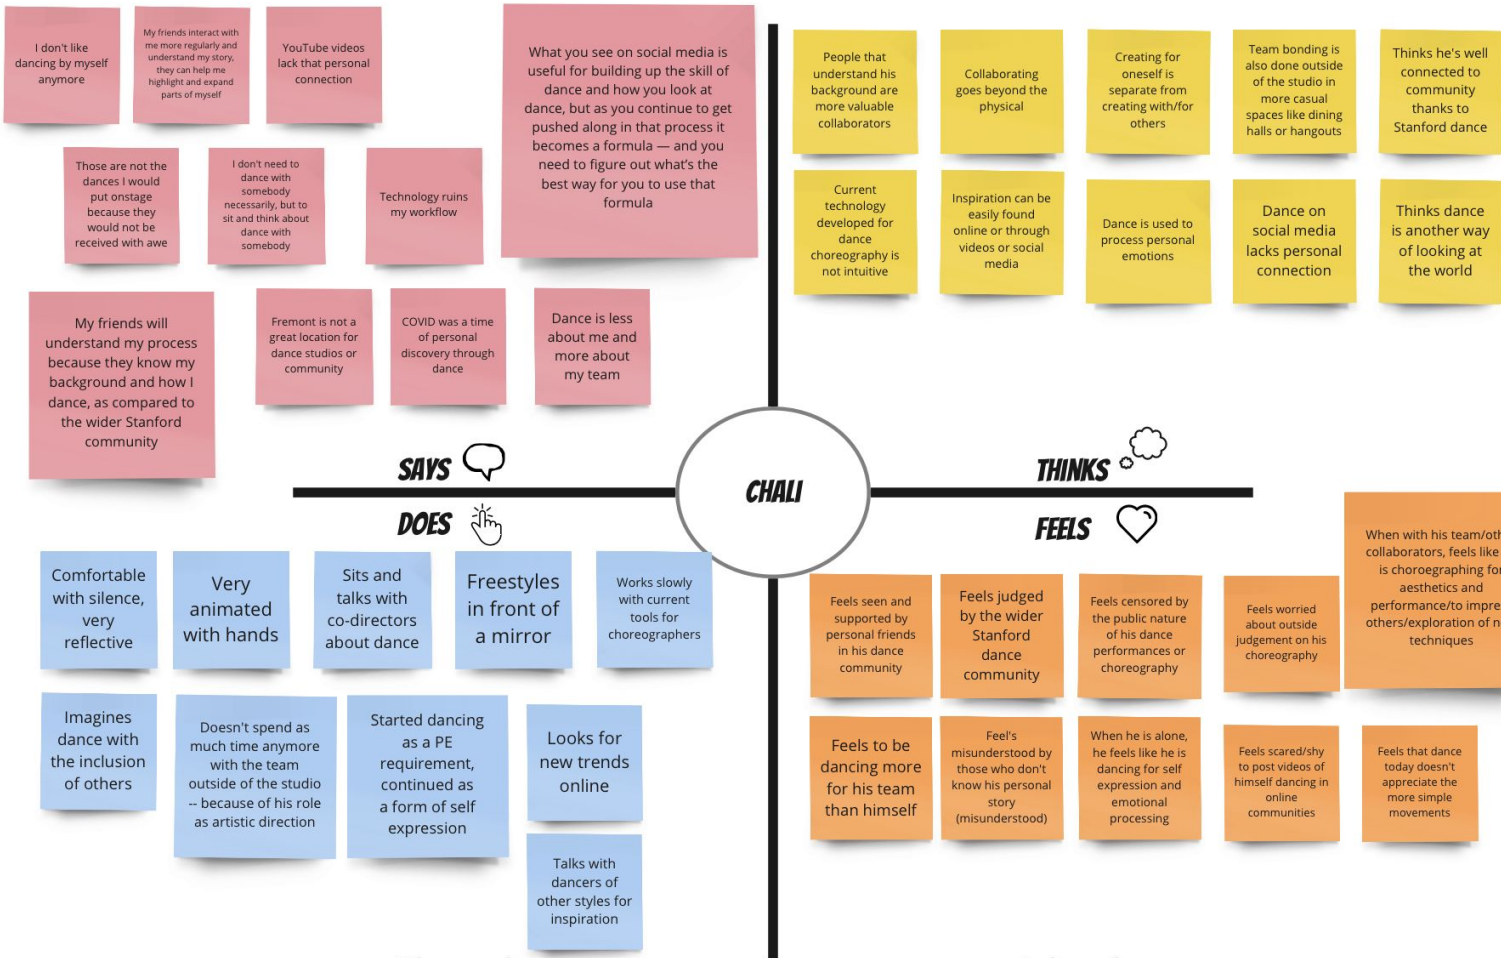 I don't like
dancing by myself
anymore
My friends interact with
me more regularly and
understand my story,
they can help me
highlight and expand
parts of myself
YouTube videos
lack that personal
connection
What you see on social media is
useful for building up the skill of
dance and how you look at
dance, but as you continue to get
pushed along in that process it
becomes a formula — and you
need to figure out what's the
best way for you to use that
formula
Those are not the
dances I would
put onstage
because they
would not be
received with awe
I don't need to
dance with
somebody
necessarily, but to
sit and think about
dance with
somebody
Technology ruins
my workflow
My friends will
understand my process
because they know my
background and how I
dance, as compared to
the wider Stanford
community
Fremont is not a
great location for
dance studios or
community
COVID was a time
of personal
discovery through
dance
Dance is less
about me and
more about
my team
People that
understand his
background are
more valuable
collaborators
Collaborating
goes beyond the
physical
Creating for
oneself is
separate from
creating with/for
others
Team bonding is
also done outside
of the studio in
more casual
spaces like dining
halls or hangouts
Thinks he's well
connected to
community
thanks to
Stanford dance
Current
technology
developed for
dance
choreography is
not intuitive
Inspiration can be
easily found
online or through
videos or social
media
Dance is used to
process personal
emotions
Dance on
social media
lacks personal
connection
Thinks dance
is another way
of looking at
the world
SAYS
THINKS
CHALI
DOES
FEELS
Comfortable
with silence,
very
reflective
Very
animated
with hands
Sits and
talks with
co-directors
about dance
Freestyles
in front of
a mirror
Works slowly
with current
tools for
choreographers
Imagines
dance with
the inclusion
of others
Doesn't spend as
much time anymore
with the team
outside of the studio
-- because of his role
as artistic direction
Started dancing
as a PE
requirement,
continued as
a form of self
expression
Looks for
new trends
online
Talks with
dancers of
other styles for
inspiration
Feels seen and
supported by
personal friends
in his dance
community
Feels judged
by the wider
Stanford
dance
community
Feels censored by
the public nature
of his dance
performances or
choreography
Feels worried
about outside
judgement on his
choreography
When with his team/oth
collaborators, feels like
is choroegraphing for
aesthetics and
performance/to impre
others/exploration of n
techniques
Feels to be
dancing more
for his team
than himself
Feel's
misunderstood by
those who don't
know his personal
story
(misunderstood)
When he is alone,
he feels like he is
dancing for self
expression and
emotional
processing
Feels scared/shy
to post videos of
himself dancing in
online
communities
Feels that dance
today doesn't
appreciate the
more simple
movements